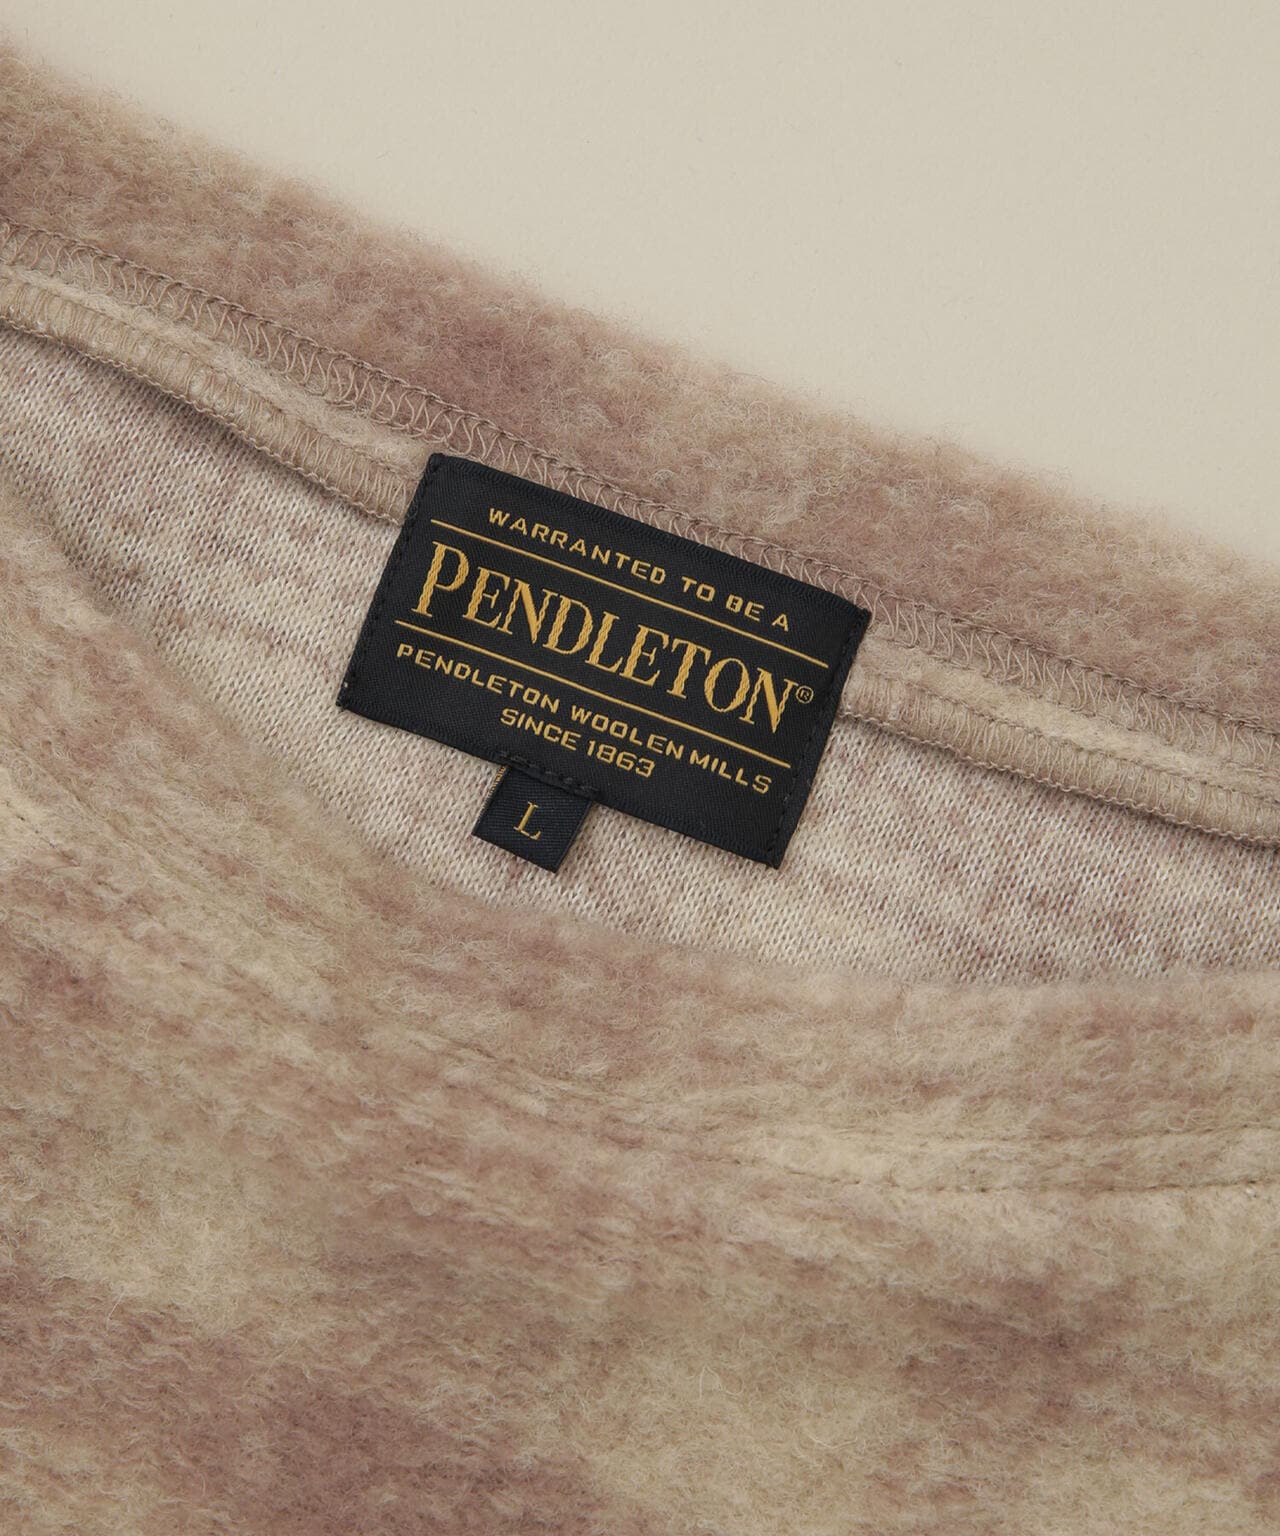 WARRANTED TO BE A
PENDLETON®
PENDLETON WOOLEN MILLS
SINCE 1863
L